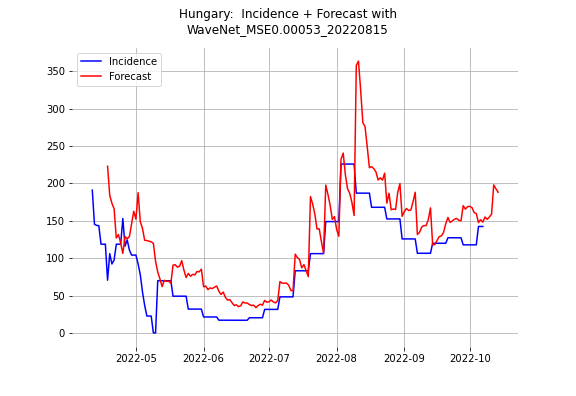 Hungary:  Incidence + Forecast with
WaveNet_MSE0.00053_20220815
Incidence
Forecast
350
300
250
200
150
100
50
0
2022-05 2022-06 2022-07 2022-08 2022-09 2022-10